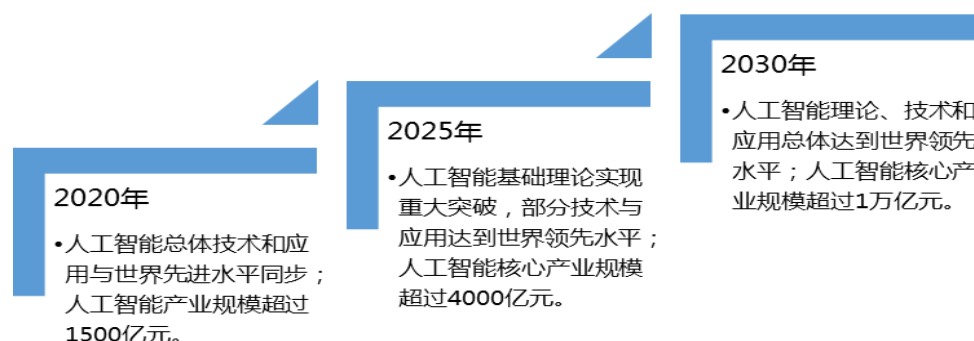 2020年
•人工智能总体技术和应
用与世界先进水平同步；
人工智能产业规模超过
1500亿元。
2025年
•人工智能基础理论实现
重大突破，部分技术与
应用达到世界领先水平；
人工智能核心产业规模
超过4000亿元。
2030年
•人工智能理论、技术和
应用总体达到世界领先
水平；人工智能核心产
业规模超过1万亿元。